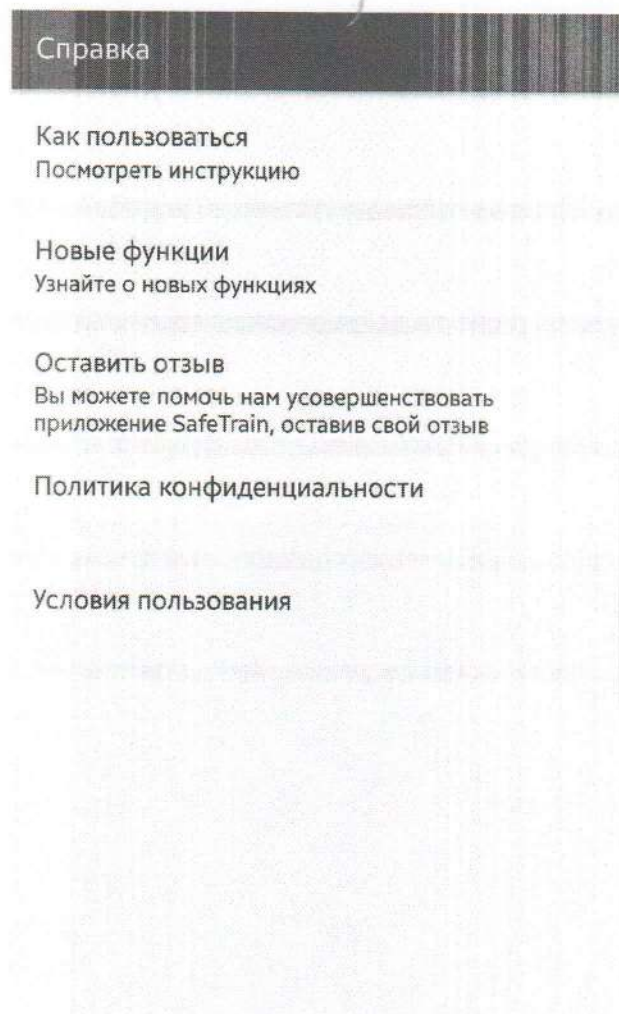 Справка
Как пользоваться
Посмотреть инструкцию
Новые функции
Узнайте о новых функциях
Оставить отзыв
Вы можете помочь нам усовершенствовать
приложение SafeTrain, оставив свой отзыв
Политика конфиденциальности
Условия пользования